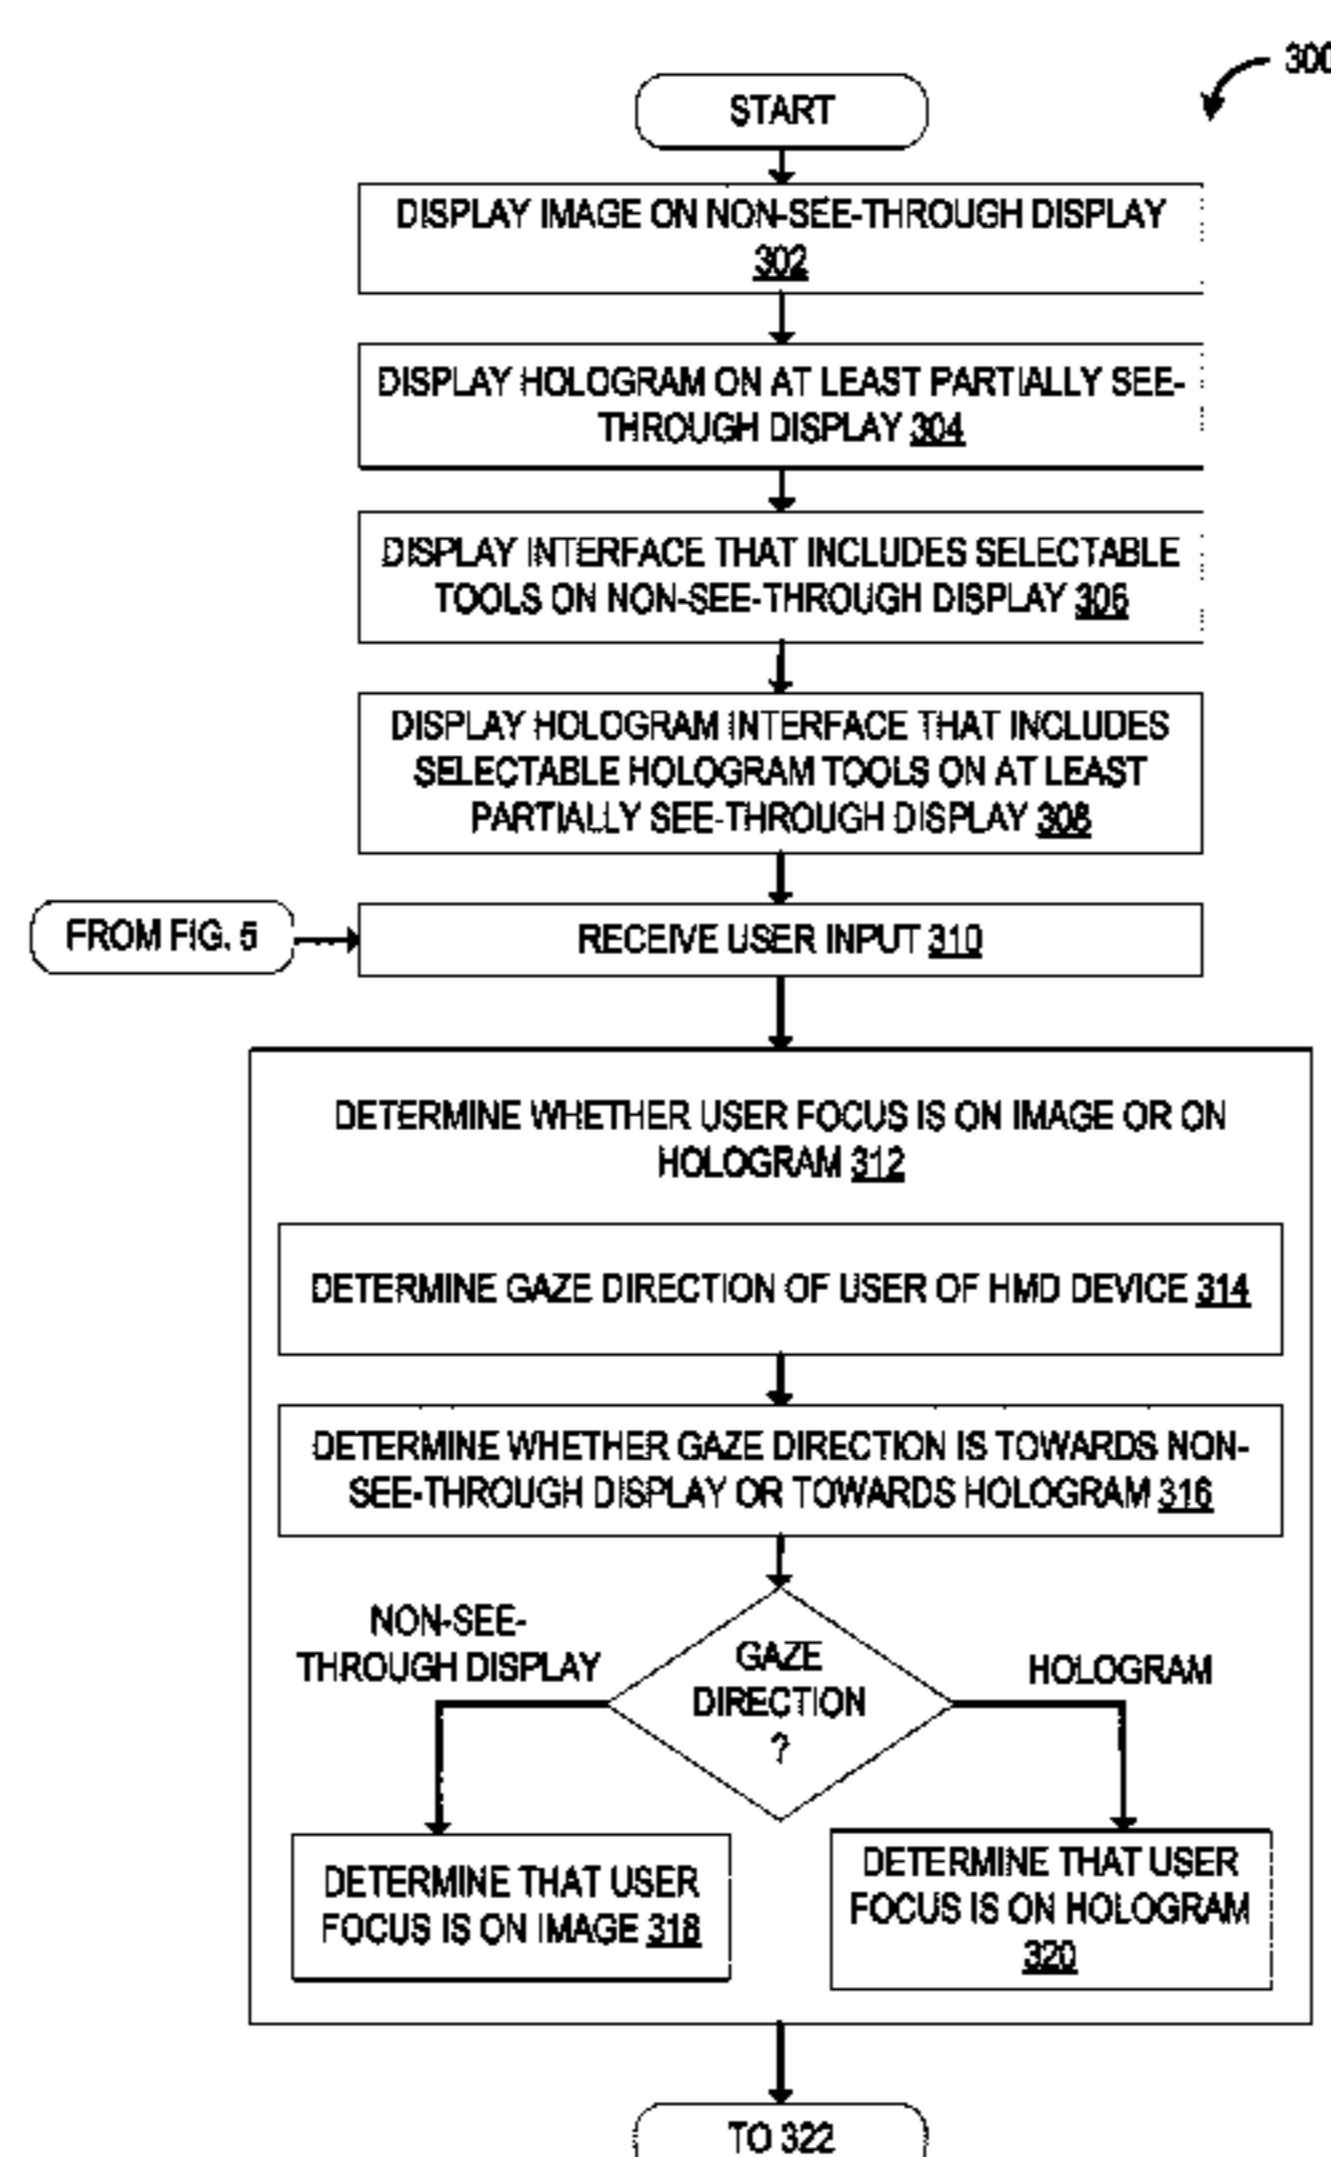 300
START
DISPLAY IMAGE ON NON-SEE-THROUGH DISPLAY
302
DISPLAY HOLOGRAM ON AT LEAST PARTIALLY SEE-
THROUGH DISPLAY 304
DISPLAY INTERFACE THAT INCLUDES SELECTABLE
TOOLS ON NON-SEE-THROUGH DISPLAY 306
DISPLAY HOLOGRAM INTERFACE THAT INCLUDES
SELECTABLE HOLOGRAM TOOLS ON AT LEAST
PARTIALLY SEE-THROUGH DISPLAY 308
FROM FIG. 5
RECEIVE USER INPUT 310
DETERMINE WHETHER USER FOCUS IS ON IMAGE OR ON
HOLOGRAM 312
DETERMINE GAZE DIRECTION OF USER OF HMD DEVICE 314
DETERMINE WHETHER GAZE DIRECTION IS TOWARDS NON-
SEE-THROUGH DISPLAY OR TOWARDS HOLOGRAM 316
NON-SEE-
THROUGH DISPLAY
GAZE
DIRECTION
?
HOLOGRAM
DETERMINE THAT USER
FOCUS IS ON IMAGE 318
DETERMINE THAT USER
FOCUS IS ON HOLOGRAM
320
TO 322